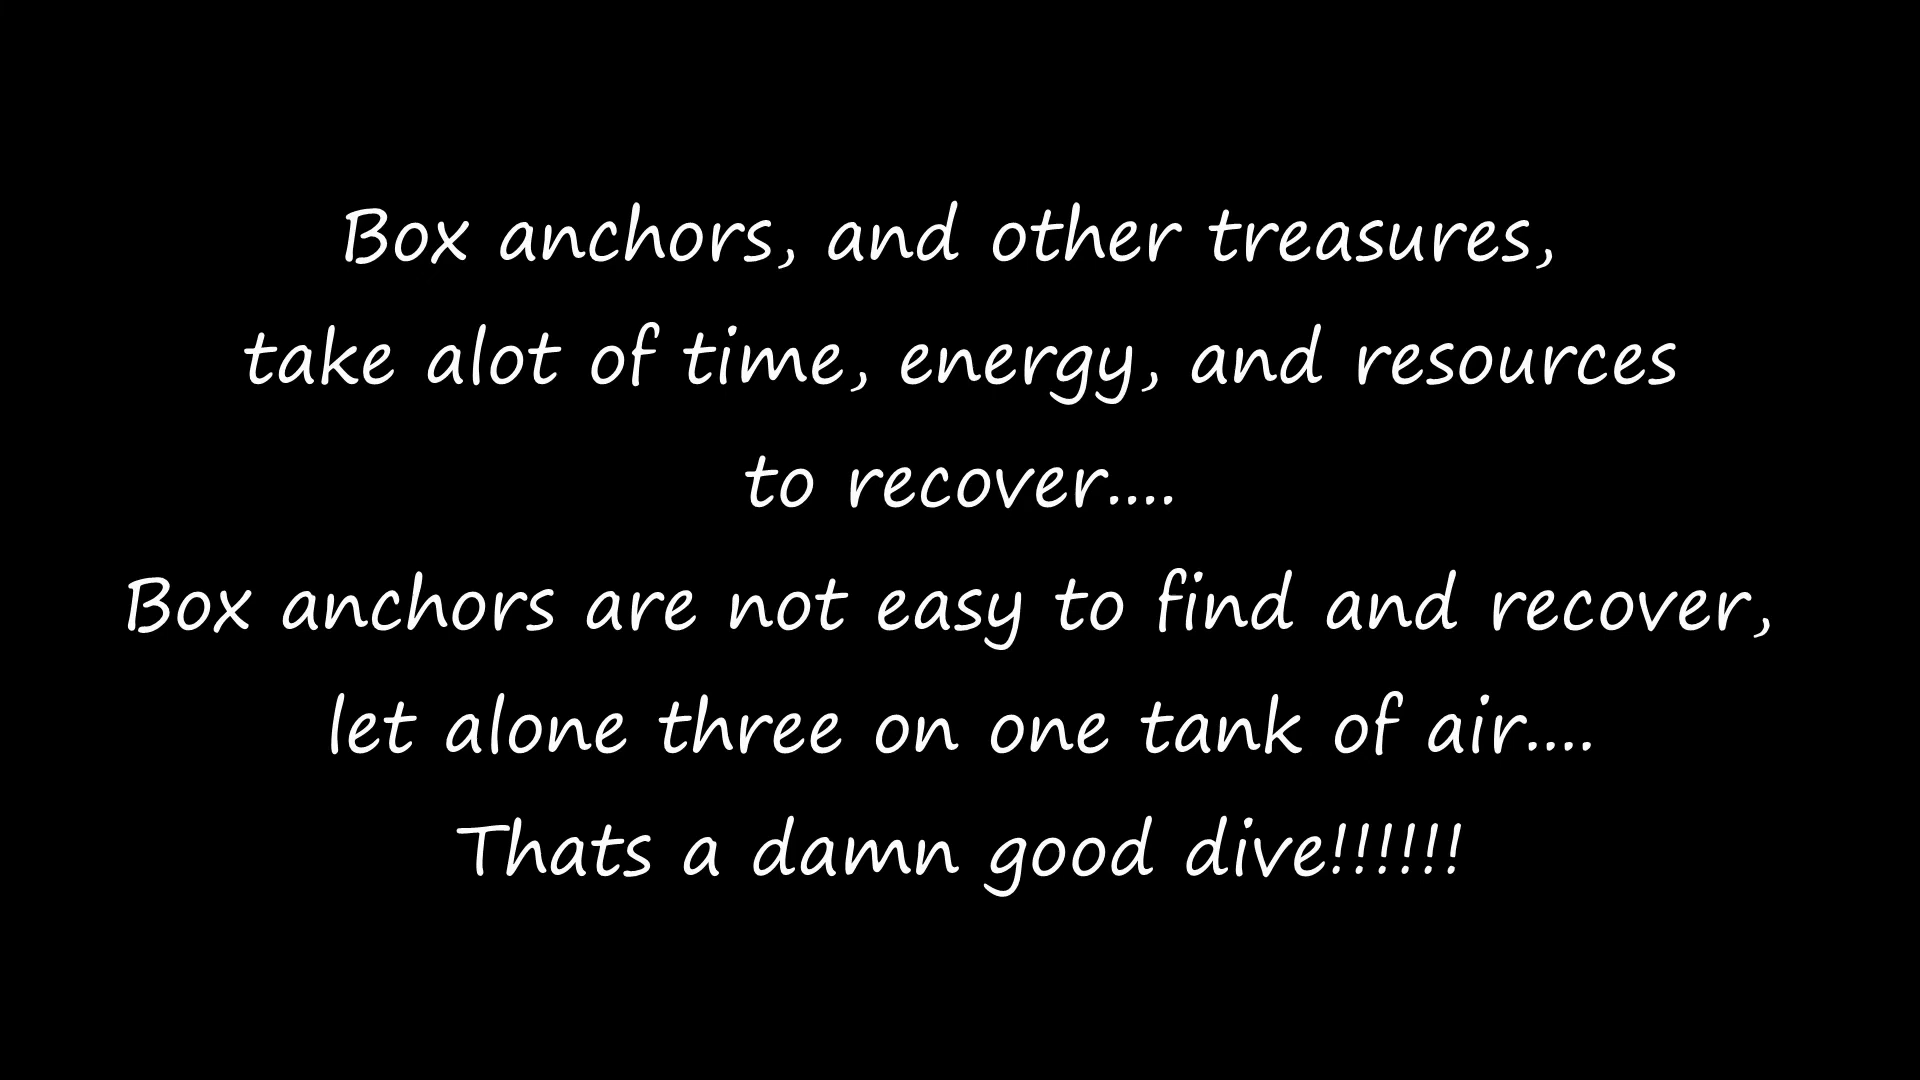 Box anchors, and other treasures,
take alot of time, energy, and resources
to recover....
Box anchors are not easy to find and recover,
let alone three on one tank of air....
Thats a damn good dive!!!!!!